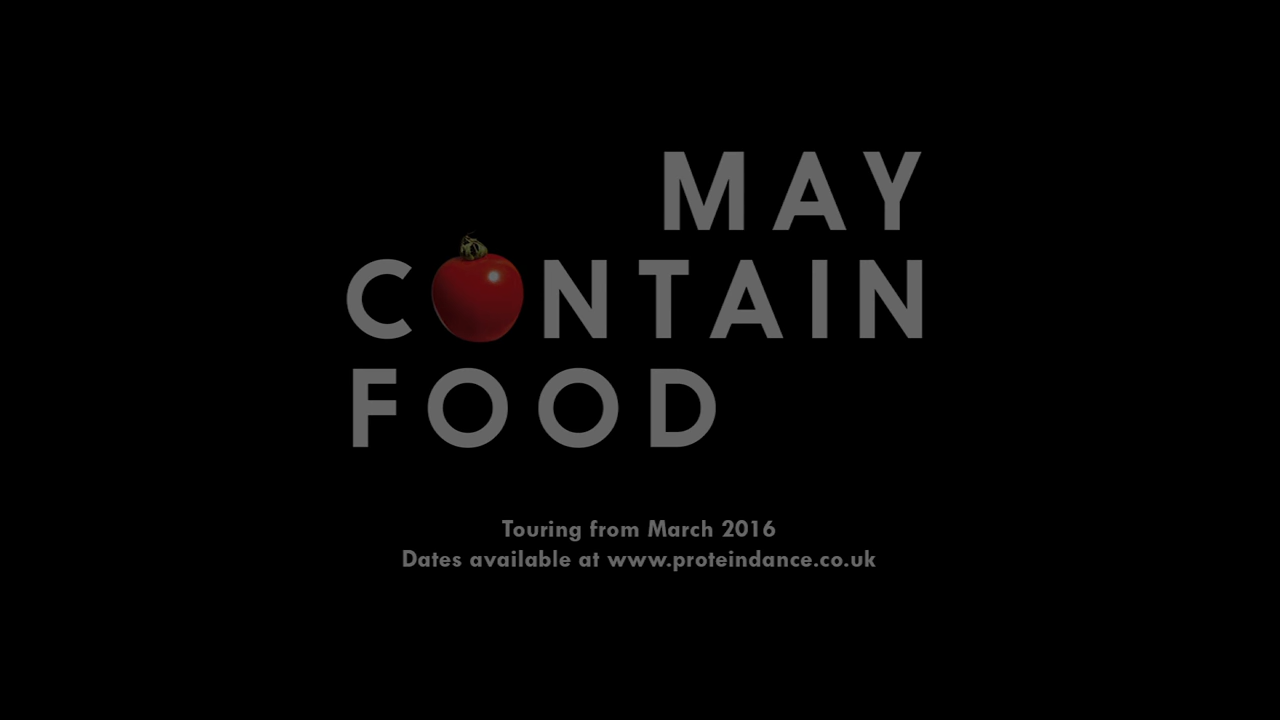 MAY
CONTAIN
FOOD
Touring from March 2016
Dates available at www.proteindance.co.uk